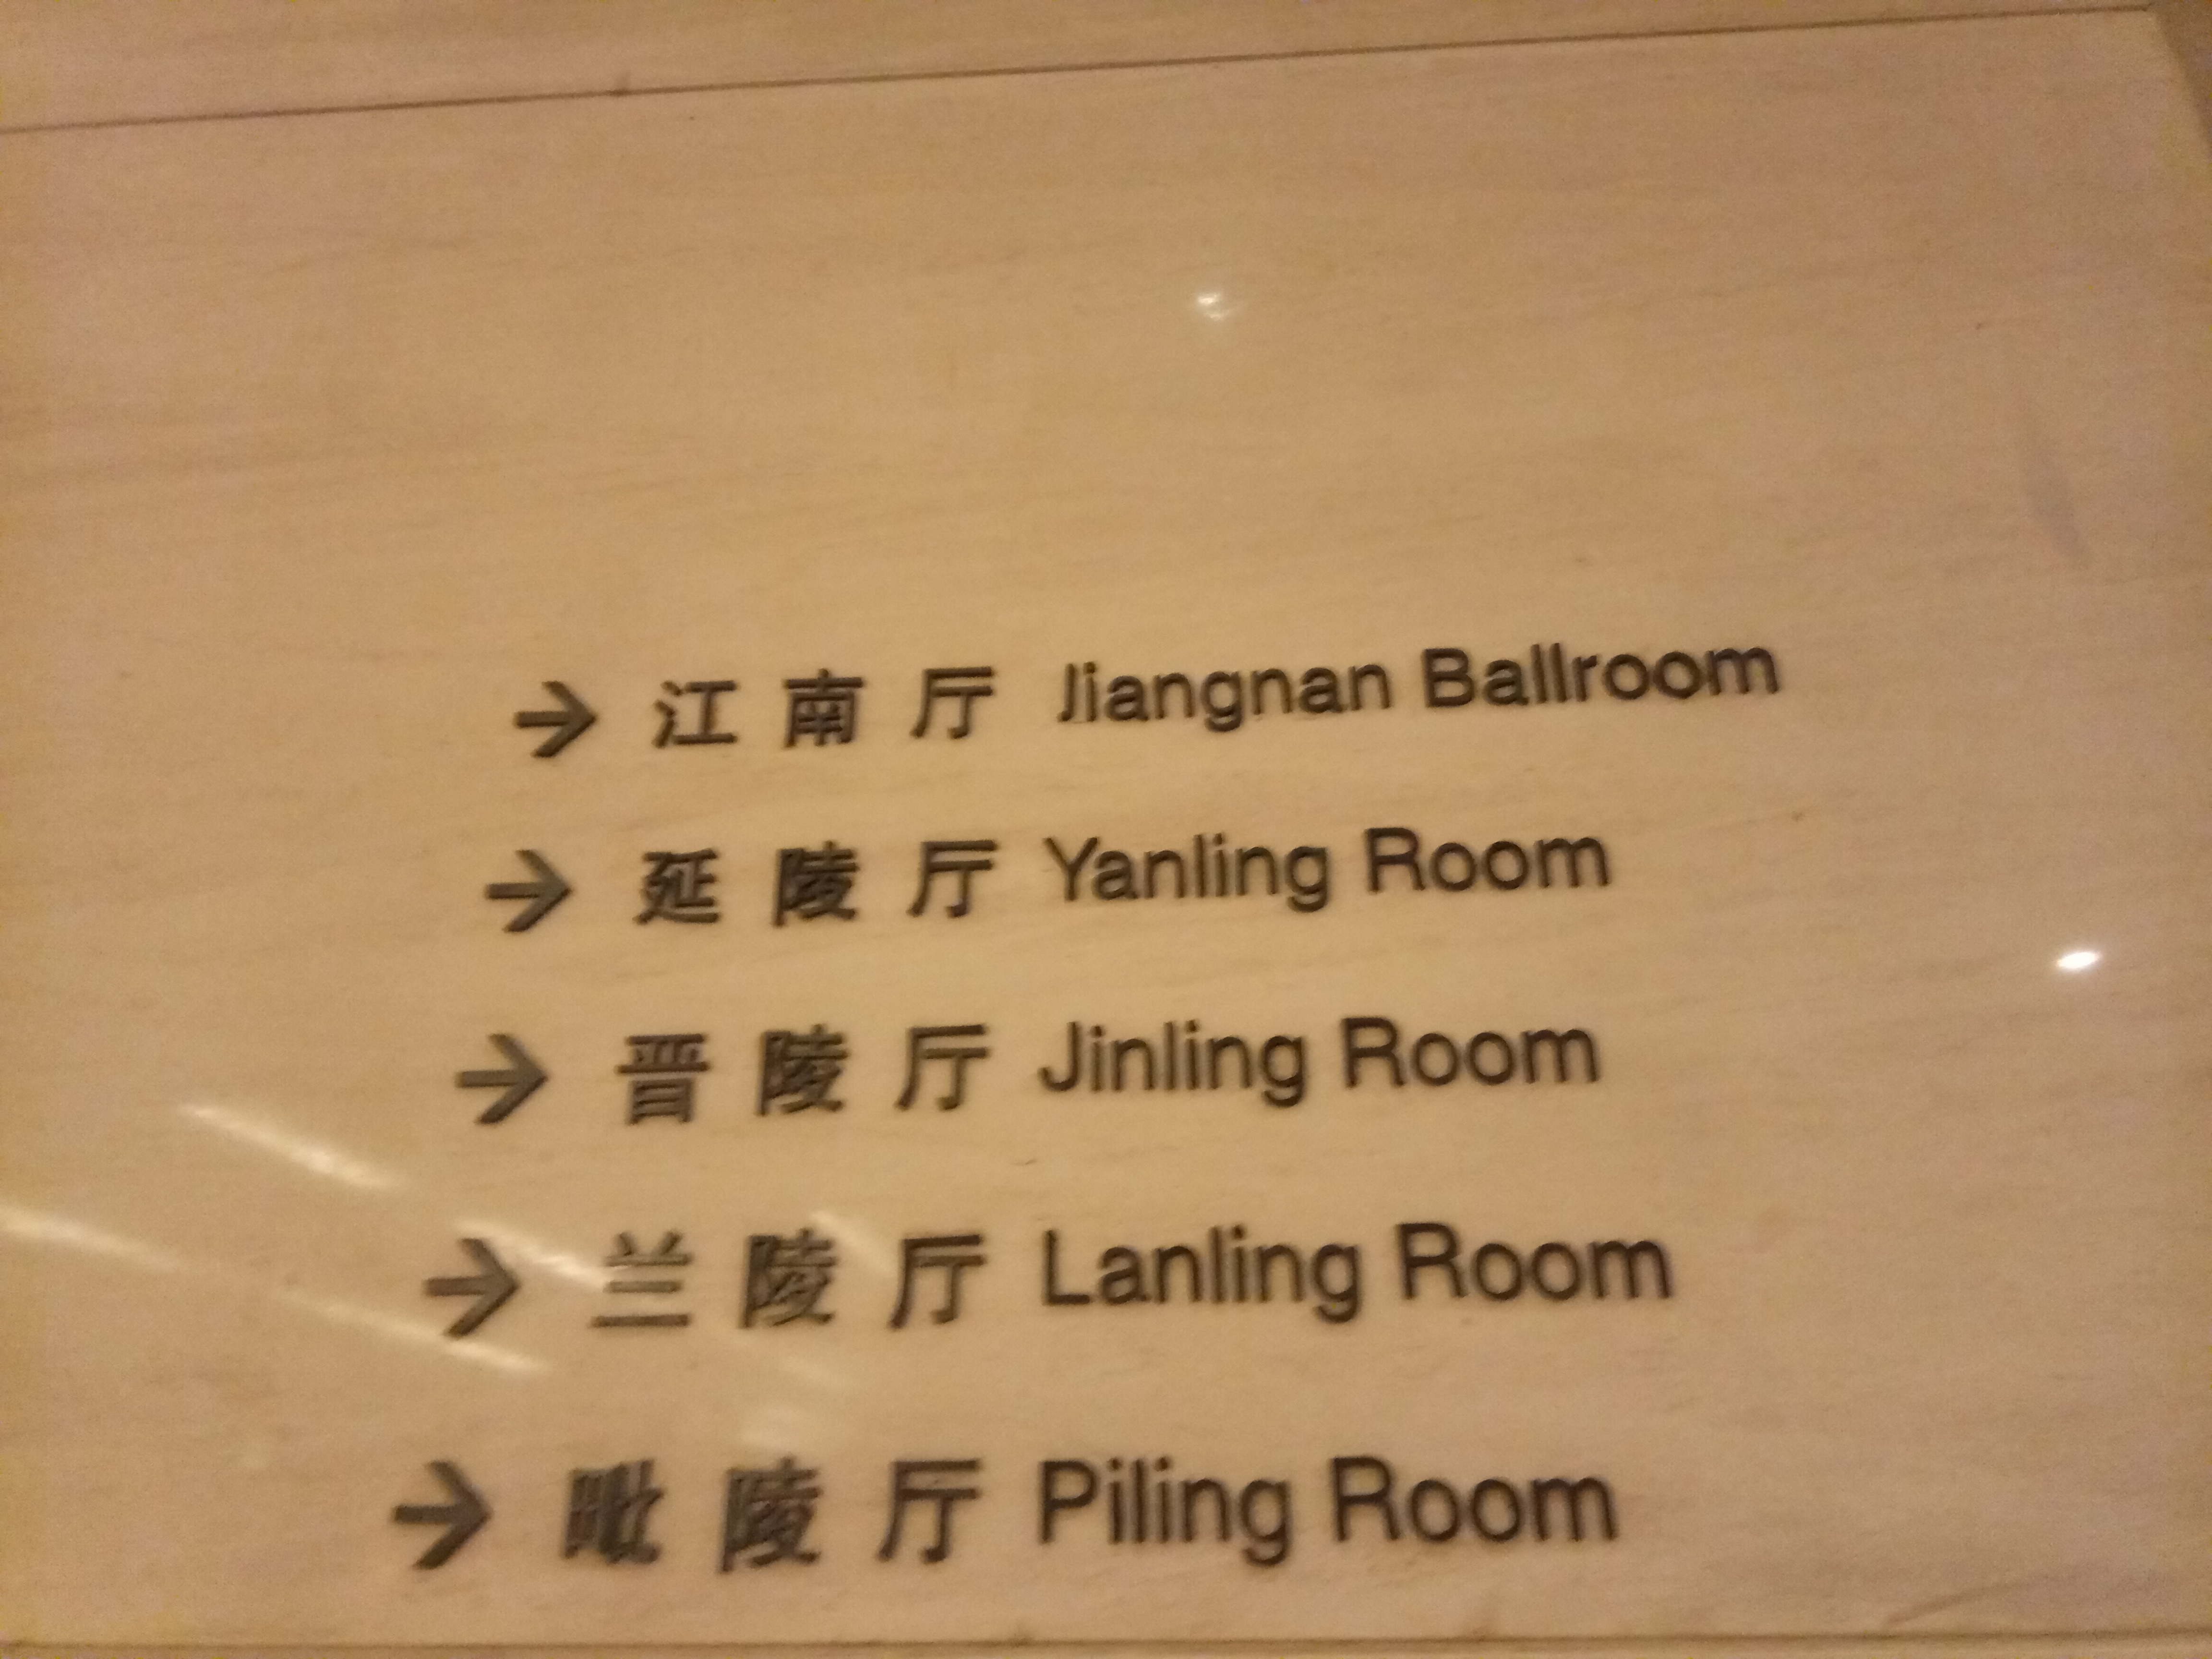 → 江南厅 Jiangnan Ballroom
→ 延陵厅 Yanling Room
→ 晋陵厅 Jinling Room
→ 兰陵厅 Lanling Room
→ 毗陵厅 Piling Room